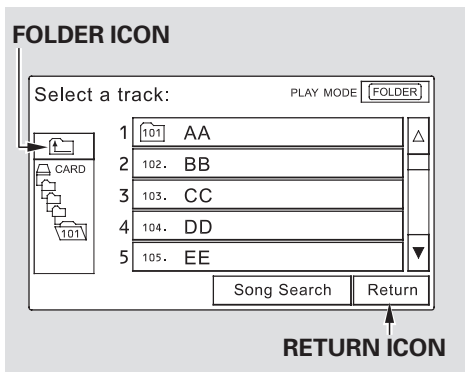 FOLDER ICON
Select a track: PLAY MODE FOLDER
1 101 AA
CARD
2 102. BB
3 103. CC
4 104. DD
101
5 105. EE
Song Search Return
RETURN ICON